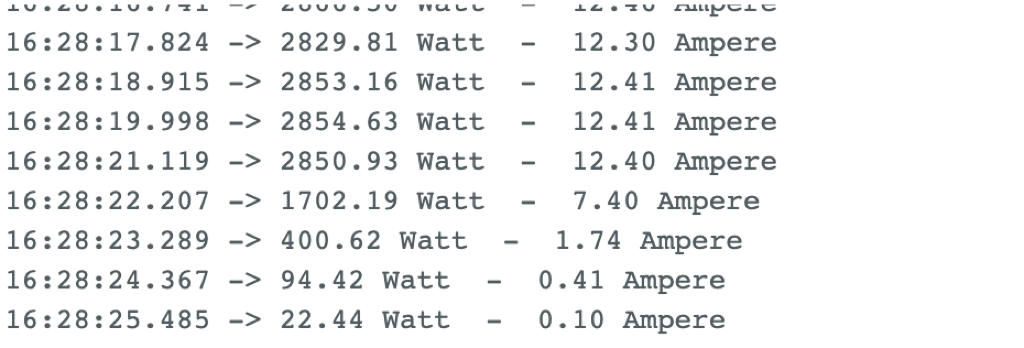 16:28:17.824 -> 2829.81 Watt  -  12.30 Ampere
16:28:18.915 -> 2853.16 Watt  -  12.41 Ampere
16:28:19.998 -> 2854.63 Watt  -  12.41 Ampere
16:28:21.119 -> 2850.93 Watt  -  12.40 Ampere
16:28:22.207 -> 1702.19 Watt  -  7.40 Ampere
16:28:23.289 -> 400.62 Watt  -  1.74 Ampere
16:28:24.367 -> 94.42 Watt  -  0.41 Ampere
16:28:25.485 -> 22.44 Watt  -  0.10 Ampere